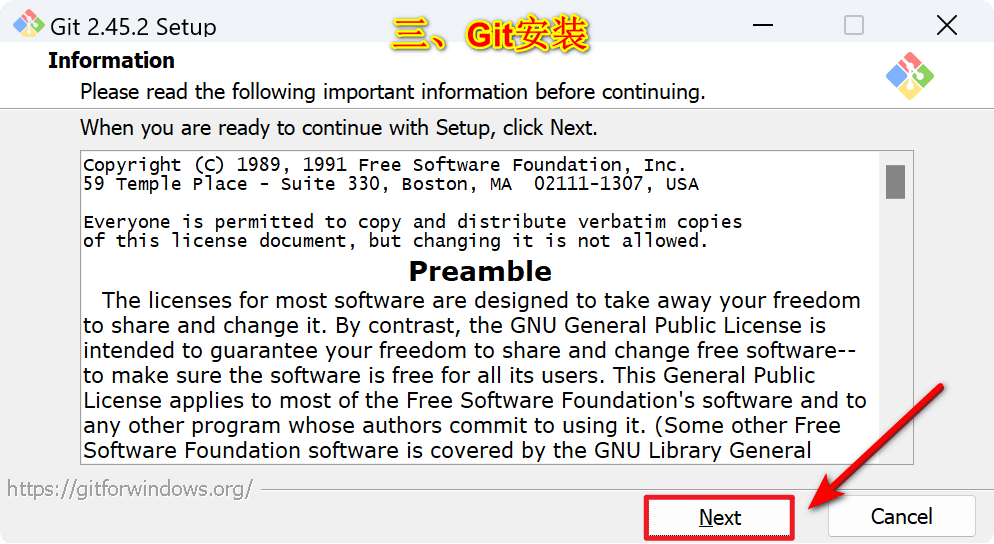 Git 2.45.2 Setup
三、Git安装
Information
Please read the following important information before continuing.
When you are ready to continue with Setup, click Next.
Copyright (C) 1989, 1991 Free Software Foundation, Inc.
59 Temple Place - Suite 330, Boston, MA  02111-1307, USA
Everyone is permitted to copy and distribute verbatim copies
of this license document, but changing it is not allowed.
Preamble
The licenses for most software are designed to take away your freedom
to share and change it. By contrast, the GNU General Public License is
intended to guarantee your freedom to share and change free software--
to make sure the software is free for all its users. This General Public
License applies to most of the Free Software Foundation's software and to
any other program whose authors commit to using it. (Some other Free
Software Foundation software is covered by the GNU Library General
https://gitforwindows.org/
Next
Cancel